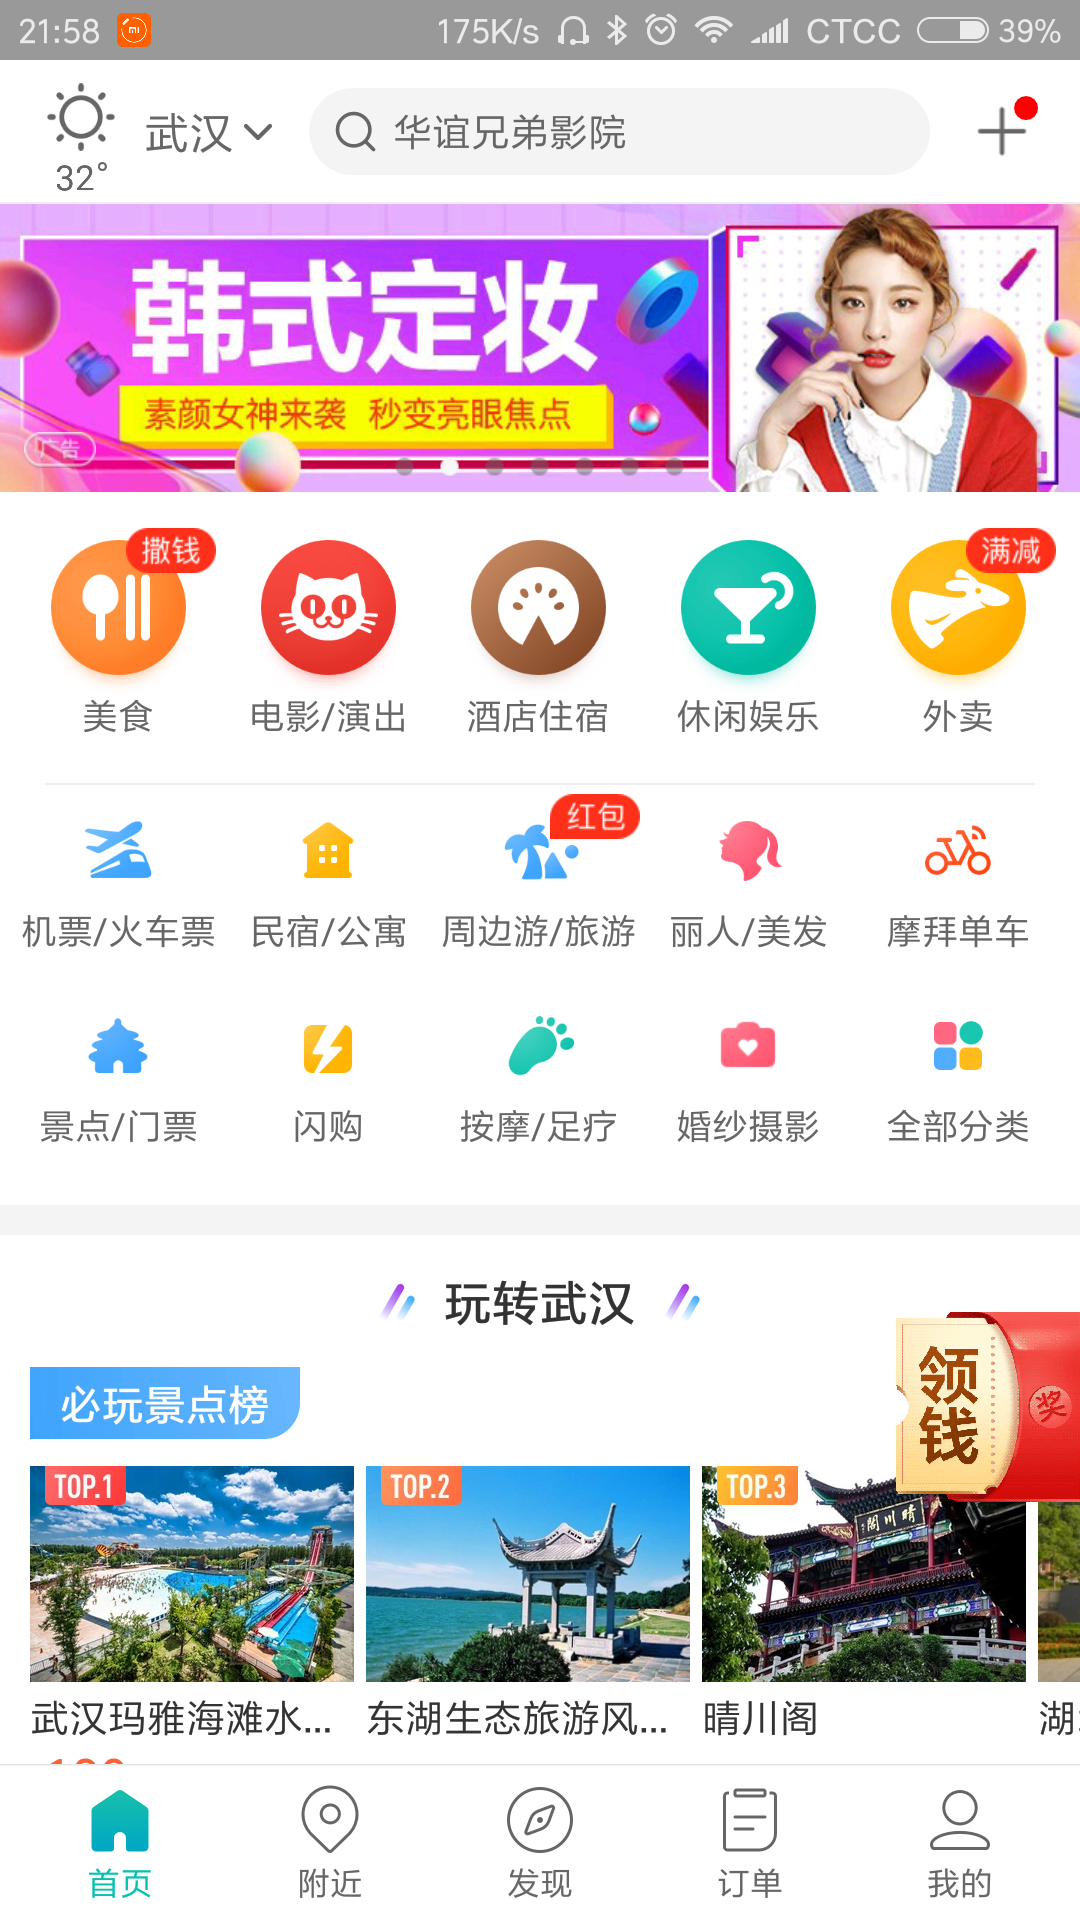 21:58 mi 175K/s CTCC 39%
武汉 华谊兄弟影院
32°
韩式定妆
素颜女神来袭 秒变亮眼焦点
广告
撒钱 满减
美食 电影/演出 酒店住宿 休闲娱乐 外卖
红包
机票/火车票 民宿/公寓 周边游/旅游 丽人/美发 摩拜单车
景点/门票 闪购 按摩/足疗 婚纱摄影 全部分类
玩转武汉
领钱 奖
必玩景点榜
TOP.1 TOP.2 TOP.3
閣川晴
武汉玛雅海滩水... 东湖生态旅游风... 晴川阁 湖
首页 附近 发现 订单 我的